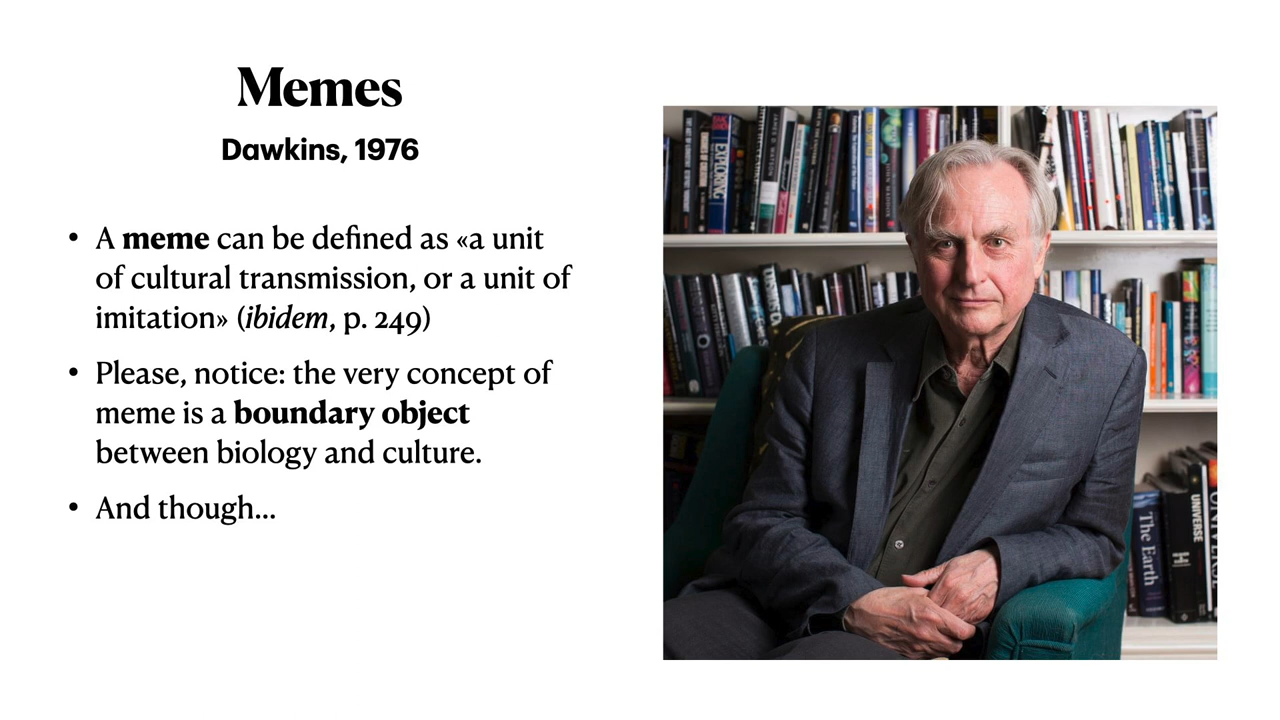 Memes
Dawkins, 1976
• A meme can be defined as «a unit
of cultural transmission, or a unit of
imitation» (ibidem, p. 249)
• Please, notice: the very concept of
meme is a boundary object
between biology and culture.
• And though...
EXPLORING
The Earth
UNIVERSE